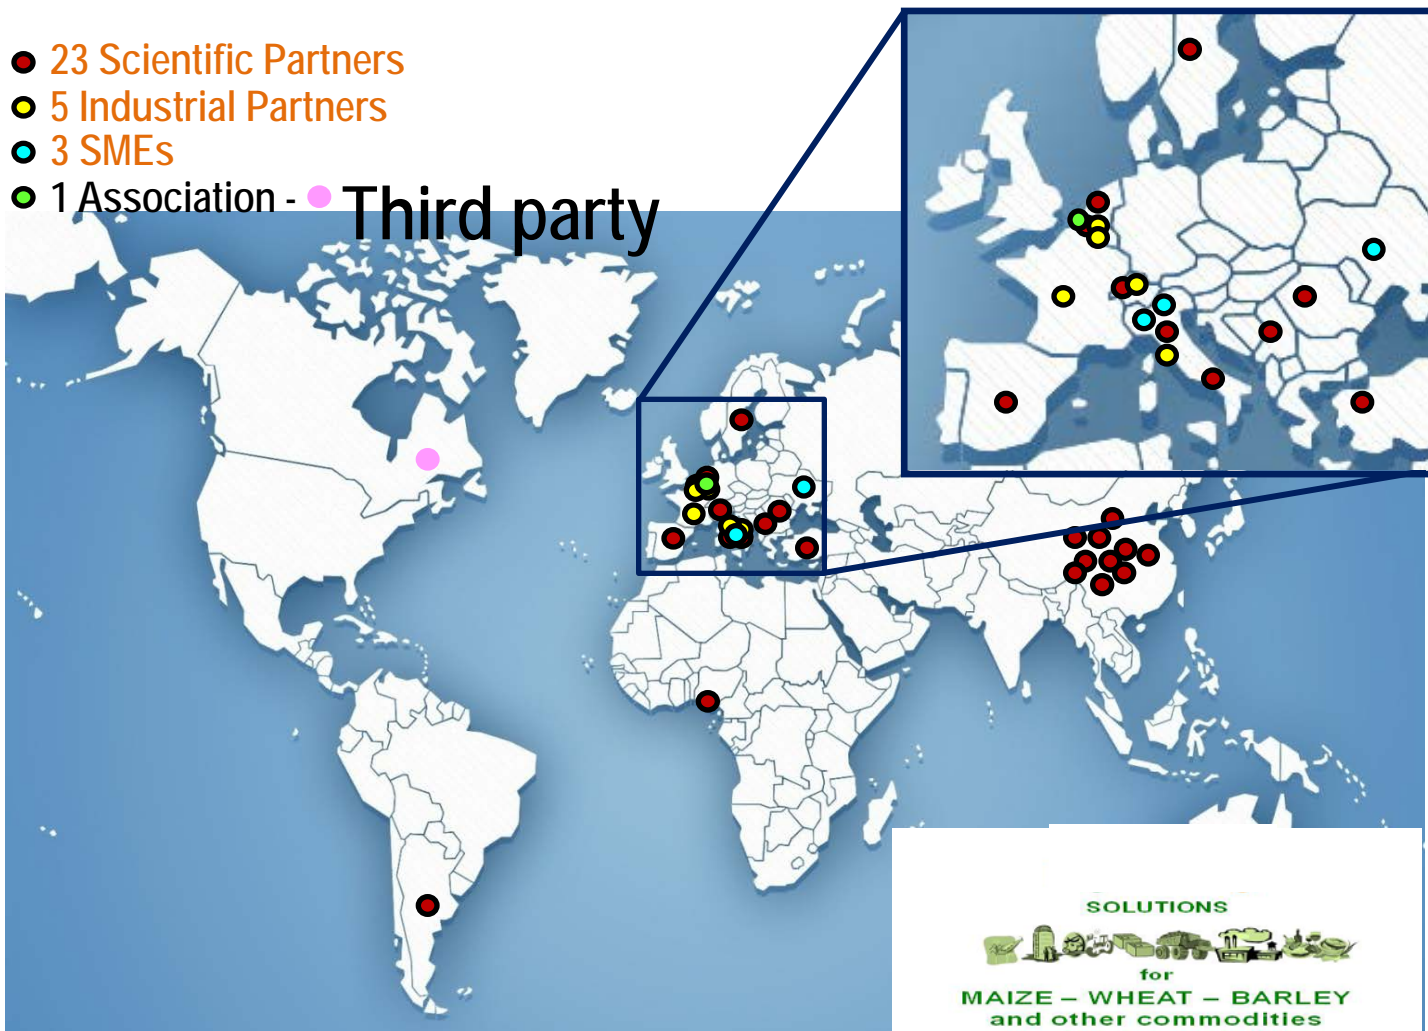 23 Scientific Partners
5 Industrial Partners
3 SMEs
1 Association - Third party
SOLUTIONS
for
MAIZE – WHEAT – BARLEY
and other commodities